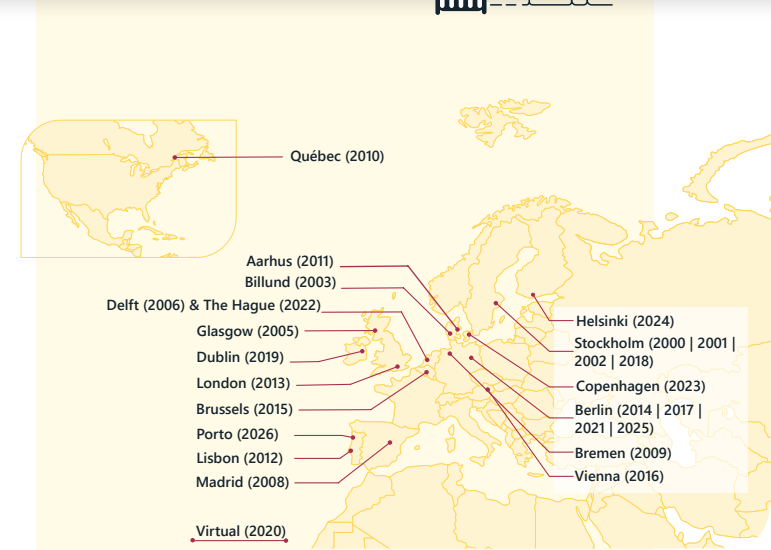 Québec (2010)
Aarhus (2011)
Billund (2003)
Delft (2006) & The Hague (2022)
Glasgow (2005)
Dublin (2019)
London (2013)
Brussels (2015)
Porto (2026)
Lisbon (2012)
Madrid (2008)
Virtual (2020)
Helsinki (2024)
Stockholm (2000 | 2001 |
2002 | 2018)
Copenhagen (2023)
Berlin (2014 | 2017 |
2021 | 2025)
Bremen (2009)
Vienna (2016)